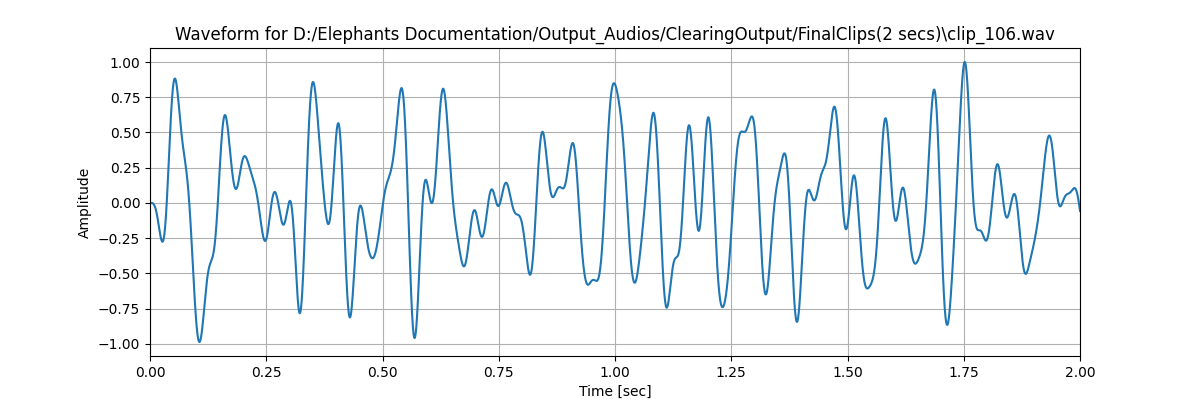 Waveform for D:/Elephants Documentation/Output_Audios/ClearingOutput/FinalClips(2 secs)\clip_106.wav
1.00
0.75
0.50
0.25
0.00
−0.25
−0.50
−0.75
−1.00
Amplitude
0.00 0.25 0.50 0.75 1.00 1.25 1.50 1.75 2.00
Time [sec]